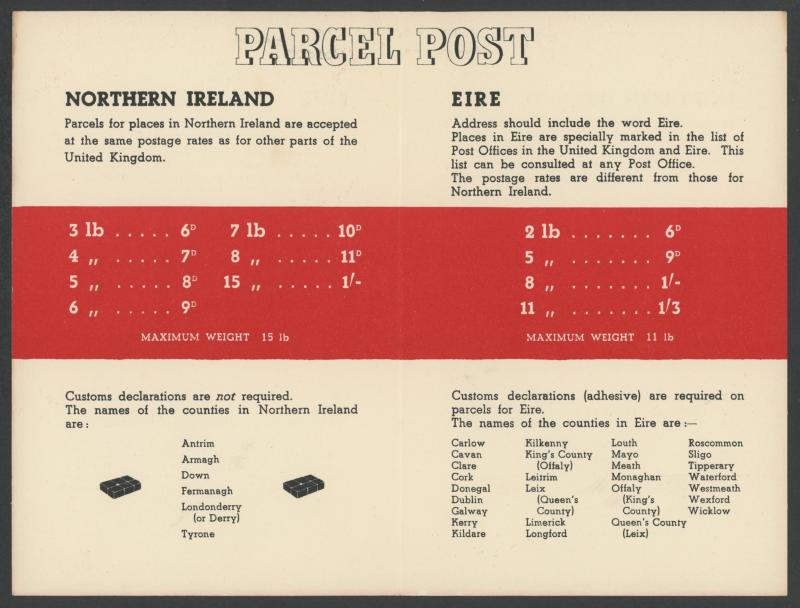 PARCEL POST
NORTHERN IRELAND
Parcels for places in Northern Ireland are accepted
at the same postage rates as for other parts of the
United Kingdom.
3 lb ..... 6D
4 ,, ..... 7D
5 ,, ..... 8D
6 ,, ..... 9D
7 lb ..... 10D
8 ,, ..... 11D
15 ,, ..... 1/-
MAXIMUM WEIGHT 15 lb
Customs declarations are not required.
The names of the counties in Northern Ireland
are :
Antrim
Armagh
Down
Fermanagh
Londonderry
(or Derry)
Tyrone
EIRE
Address should include the word Eire.
Places in Eire are specially marked in the list of
Post Offices in the United Kingdom and Eire. This
list can be consulted at any Post Office.
The postage rates are different from those for
Northern Ireland.
2 lb ....... 6D
5 ,, ....... 9D
8 ,, ....... 1/-
11 ,, ....... 1/3
MAXIMUM WEIGHT 11 lb
Customs declarations (adhesive) are required on
parcels for Eire.
The names of the counties in Eire are :—
Carlow
Cavan
Clare
Cork
Donegal
Dublin
Galway
Kerry
Kildare
Kilkenny
King's County
(Offaly)
Leitrim
Leix
(Queen's
County)
Limerick
Longford
Louth
Mayo
Meath
Monaghan
Offaly
(King's
County)
Queen's County
(Leix)
Roscommon
Sligo
Tipperary
Waterford
Westmeath
Wexford
Wicklow